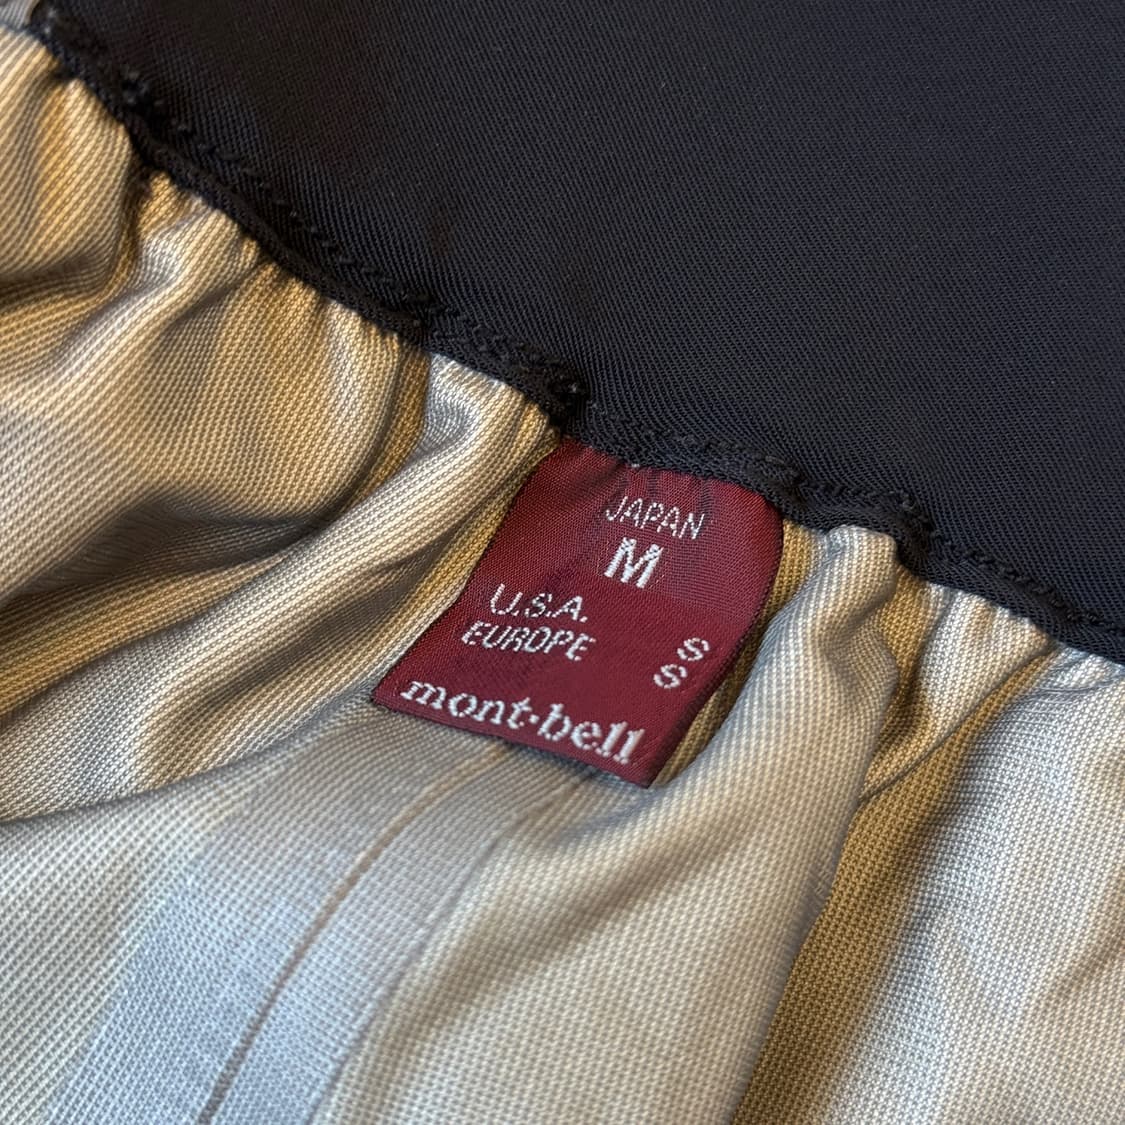 JAPAN
M
U.S.A. S
EUROPE S
mont-bell